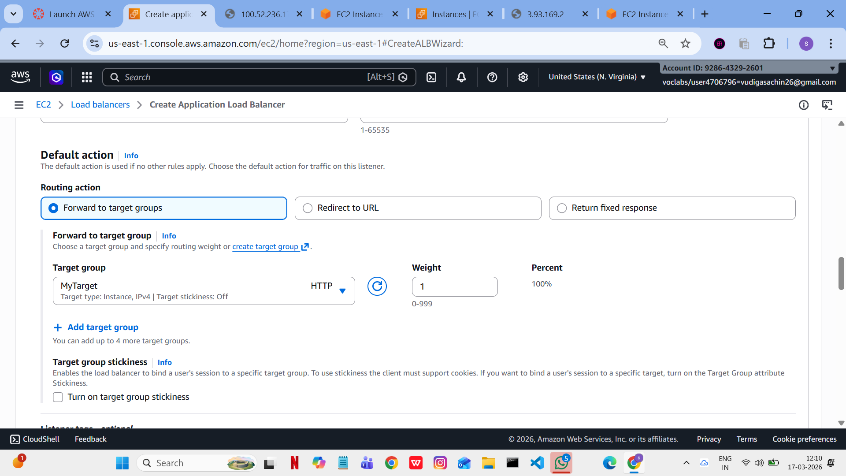 Launch AWS
Create applic
100.52.236.1
EC2 Instance
Instances | E
3.93.169.2
EC2 Instance
us-east-1.console.aws.amazon.com/ec2/home?region=us-east-1#CreateALBWizard:
S
aws
Search
[Alt+S]
United States (N. Virginia)
Account ID: 9286-4329-2601
voclabs/user4706796=vudigasachin26@gmail.com
EC2
Load balancers
Create Application Load Balancer
1-65535
Default action
Info
The default action is used if no other rules apply. Choose the default action for traffic on this listener.
Routing action
Forward to target groups
Redirect to URL
Return fixed response
Forward to target group
Info
Choose a target group and specify routing weight or create target group.
Target group
Weight
Percent
MyTarget
HTTP
Target type: Instance, IPv4 | Target stickiness: Off
1
100%
0-999
+ Add target group
You can add up to 4 more target groups.
Target group stickiness
Info
Enables the load balancer to bind a user's session to a specific target group. To use stickiness the client must support cookies. If you want to bind a user's session to a specific target, turn on the Target Group attribute
Stickiness.
Turn on target group stickiness
Listener tags - optional
CloudShell
Feedback
© 2026, Amazon Web Services, Inc. or its affiliates.
Privacy
Terms
Cookie preferences
1
Search
5
ENG
IN
12:10
17-03-2026